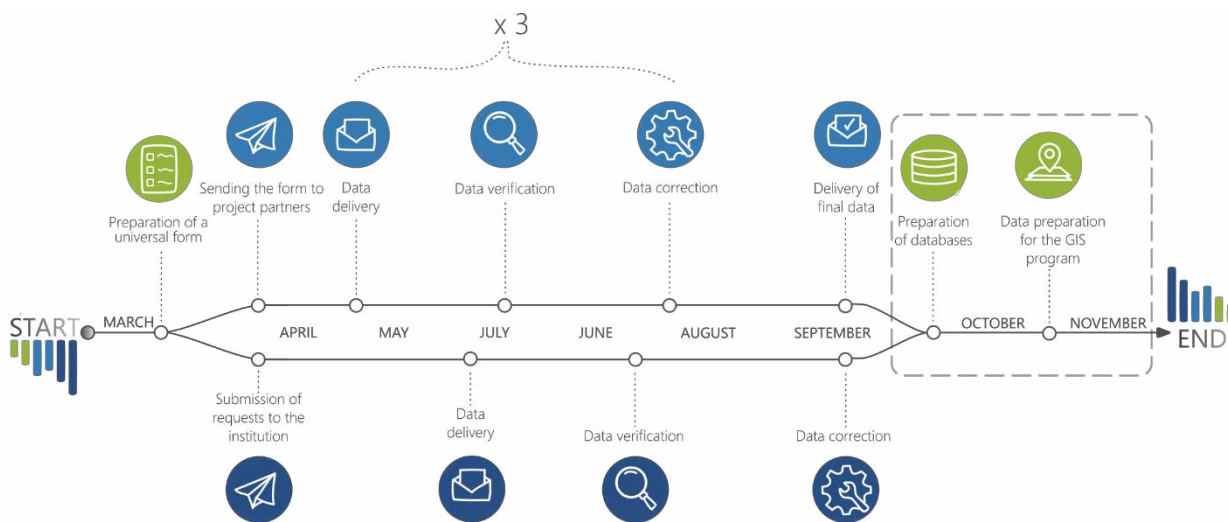 x 3
Sending the form to
project partners
Data
delivery
Data verification
Data correction
Delivery of
final data
Preparation of a
universal form
Preparation
of databases
Data preparation
for the GIS
program
START
MARCH
APRIL
MAY
JULY
JUNE
AUGUST
SEPTEMBER
OCTOBER
NOVEMBER
END
Submission of
requests to the
institution
Data
delivery
Data verification
Data correction